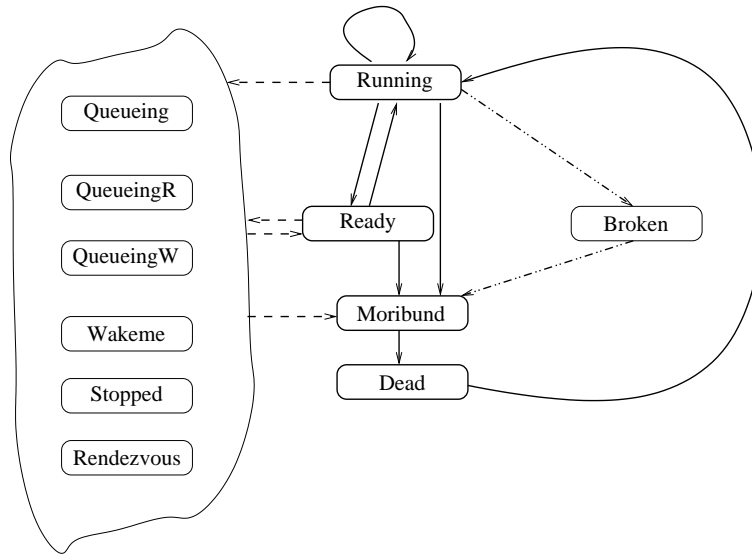 Running
Queueing
QueueingR
Ready
Broken
QueueingW
Moribund
Wakeme
Dead
Stopped
Rendezvous